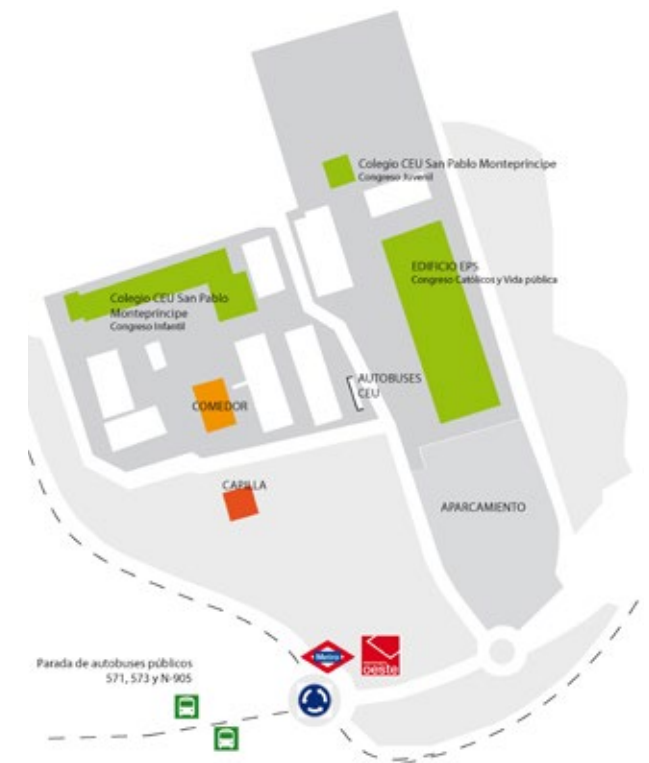 Colegio CEU San Pablo Montepríncipe
Congreso Juvenil
EDIFICIO EPS
Congreso Católicos y Vida pública
Colegio CEU San Pablo
Montepríncipe
Congreso Infantil
AUTOBUSES
CEU
COMEDOR
CAPILLA
APARCAMIENTO
Metro
oeste
Parada de autobuses públicos
571, 573 y N-905